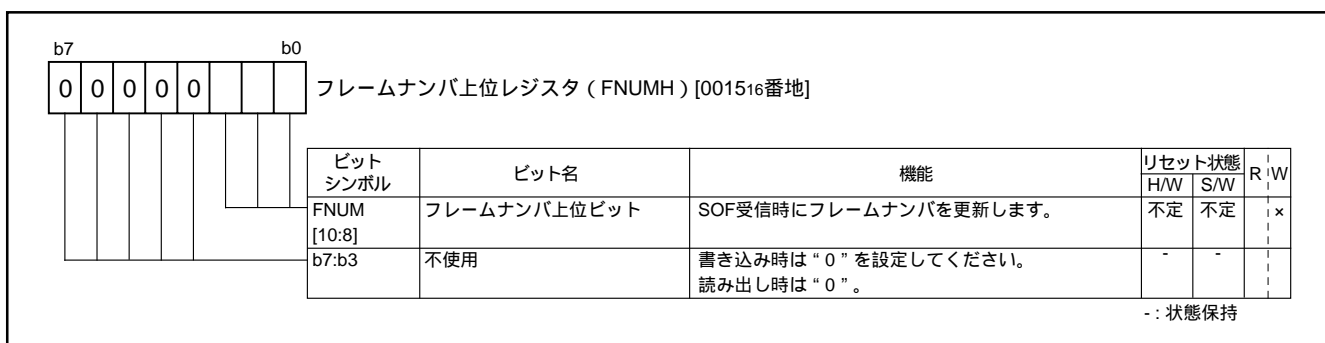 b7 b0
0 0 0 0 0
フレームナンバ上位レジスタ ( FNUMH ) [001516番地]
ビットシンボル ビット名 機能 リセット状態 H/W S/W R W
FNUM [10:8] フレームナンバ上位ビット SOF受信時にフレームナンバを更新します。 不定 不定 ×
b7:b3 不使用 書き込み時は “ 0 ” を設定してください。 - -
読み出し時は “ 0 ” 。
- : 状態保持